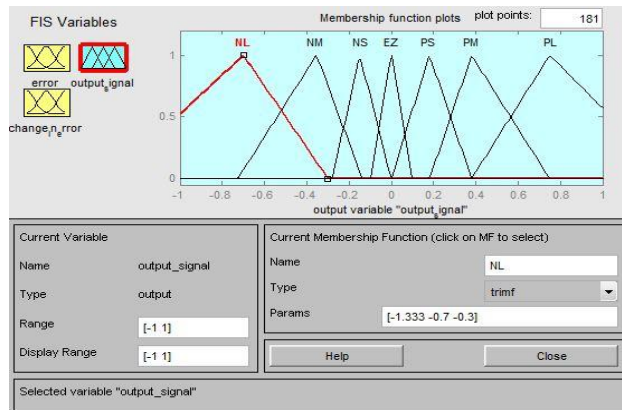 FIS Variables
Membership function plots
plot points:
181
NL NM NS EZ PS PM PL
error
output_signal
change_in_error
1
0.5
0
-1 -0.8 -0.6 -0.4 -0.2 0 0.2 0.4 0.6 0.8 1
output variable "output_signal"
Current Variable
Name output_signal
Type output
Range [-1 1]
Display Range [-1 1]
Current Membership Function (click on MF to select)
Name NL
Type trimf
Params [-1.333 -0.7 -0.3]
Help Close
Selected variable "output_signal"